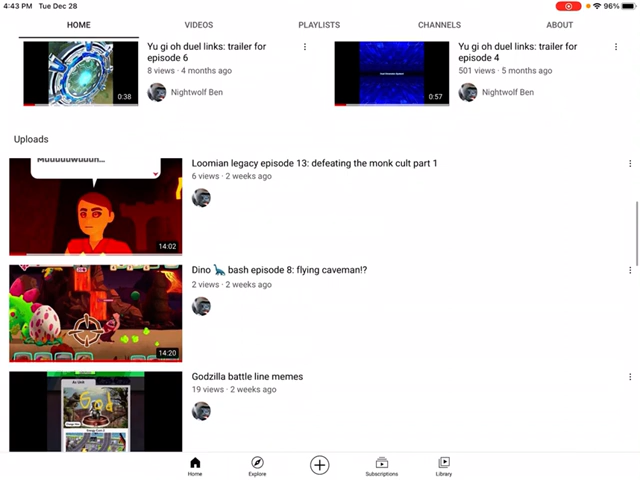 4:43 PM Tue Dec 28
96%
HOME VIDEOS PLAYLISTS CHANNELS ABOUT
Yu gi oh duel links: trailer for
episode 6
8 views · 4 months ago
Nightwolf Ben
0:38
Yu gi oh duel links: trailer for
episode 4
501 views · 5 months ago
Nightwolf Ben
0:57
Uploads
Loomian legacy episode 13: defeating the monk cult part 1
6 views · 2 weeks ago
14:02
Dino 🦕 bash episode 8: flying caveman!?
2 views · 2 weeks ago
14:20
Godzilla battle line memes
19 views · 2 weeks ago
God
Home Explore Subscriptions Library